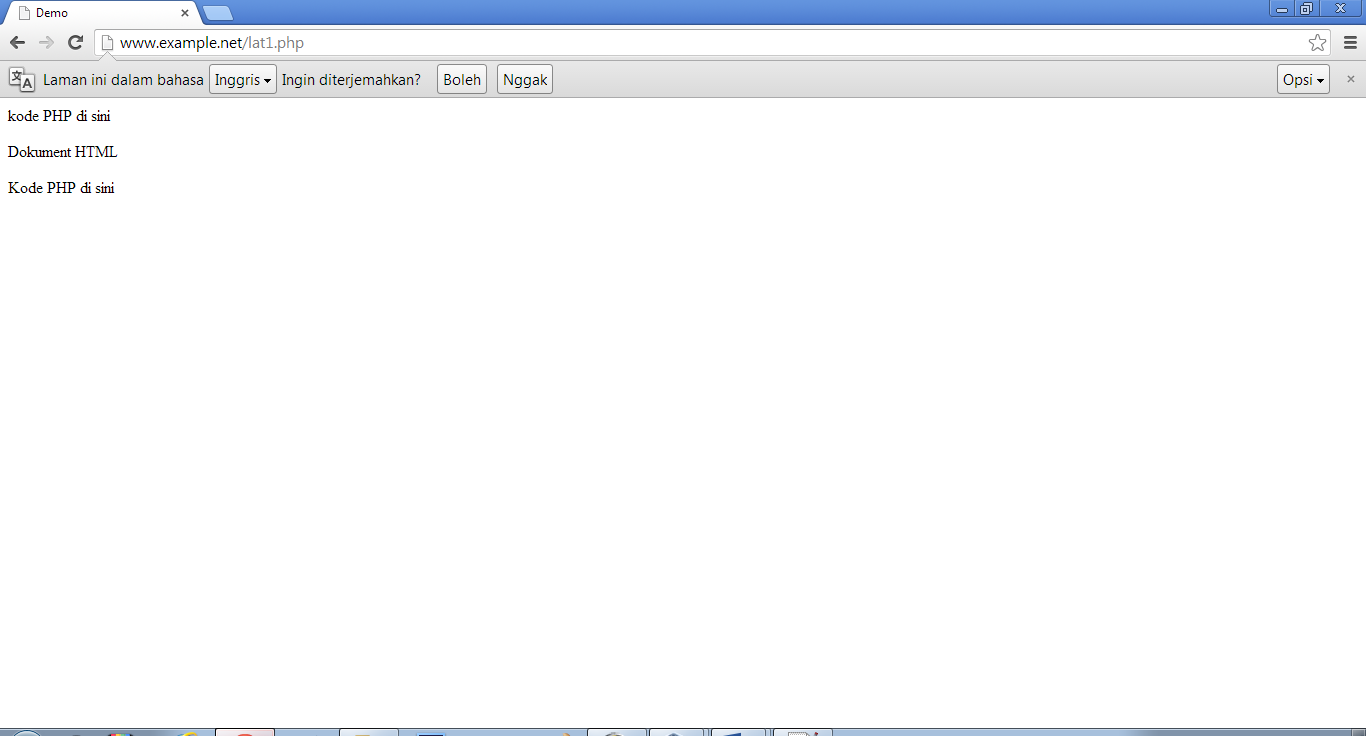 Demo
www.example.net/lat1.php
Laman ini dalam bahasa Inggris Ingin diterjemahkan? Boleh Nggak Opsi
kode PHP di sini
Dokument HTML
Kode PHP di sini